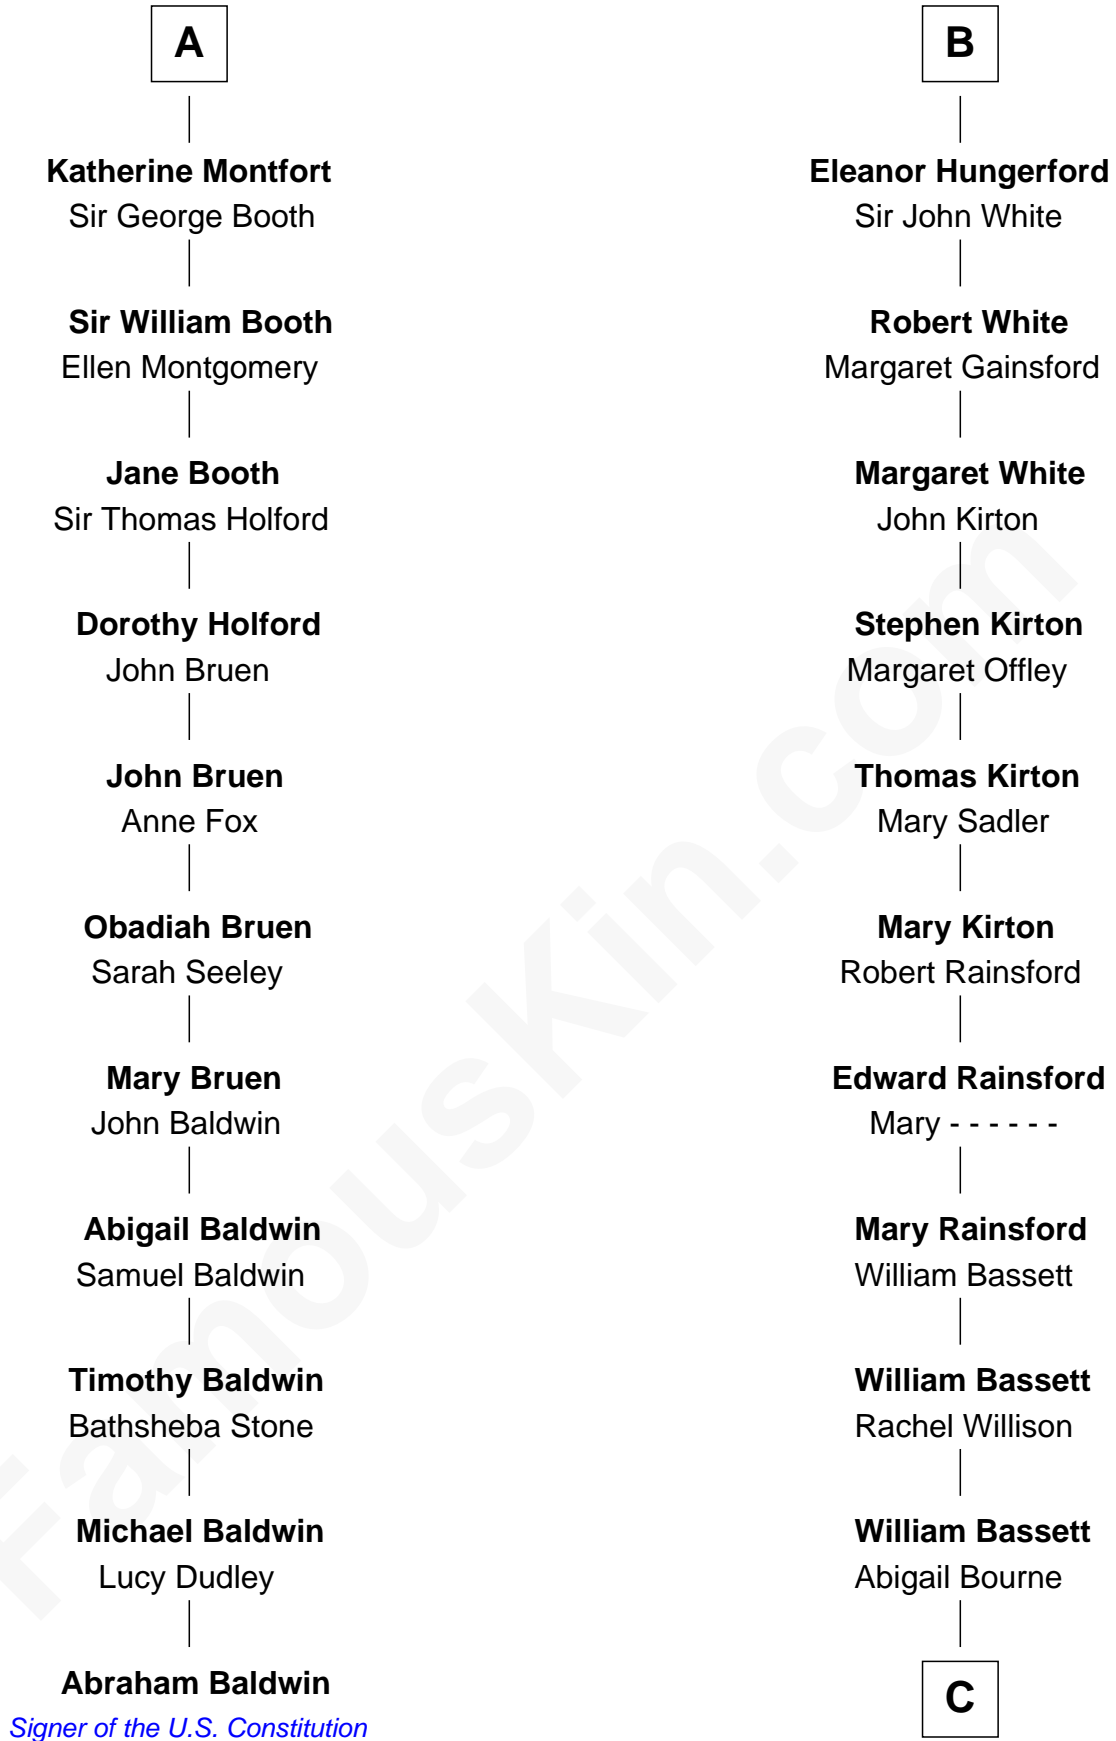 A
Katherine Montfort
Sir George Booth
Sir William Booth
Ellen Montgomery
Jane Booth
Sir Thomas Holford
Dorothy Holford
John Bruen
John Bruen
Anne Fox
Obadiah Bruen
Sarah Seeley
Mary Bruen
John Baldwin
Abigail Baldwin
Samuel Baldwin
Timothy Baldwin
Bathsheba Stone
Michael Baldwin
Lucy Dudley
Abraham Baldwin
Signer of the U.S. Constitution
B
Eleanor Hungerford
Sir John White
Robert White
Margaret Gainsford
Margaret White
John Kirton
Stephen Kirton
Margaret Offley
Thomas Kirton
Mary Sadler
Mary Kirton
Robert Rainsford
Edward Rainsford
Mary - - - - - -
Mary Rainsford
William Bassett
William Bassett
Rachel Willison
William Bassett
Abigail Bourne
C
FamousKin.com